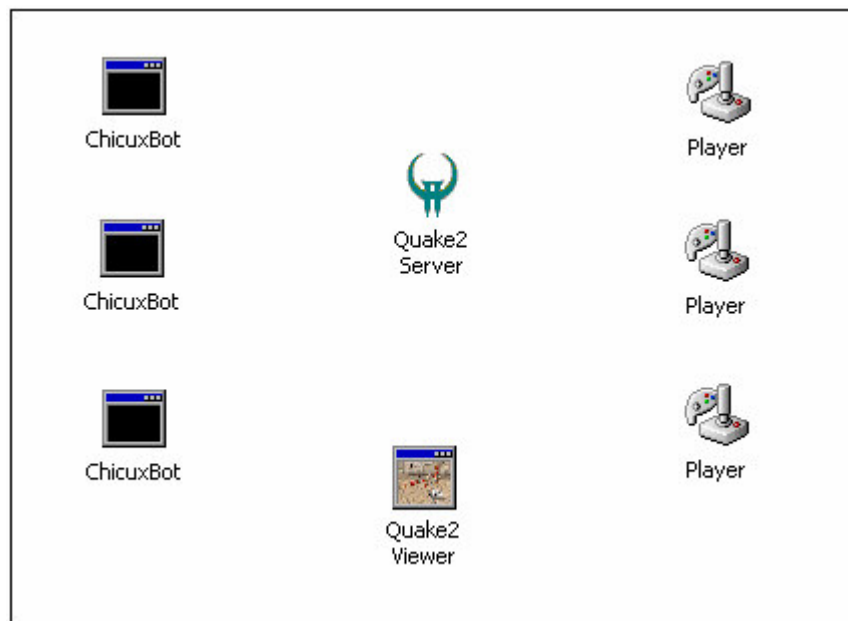 ChicuxBot
Player
Quake2
Server
ChicuxBot
Player
ChicuxBot
Player
Quake2
Viewer